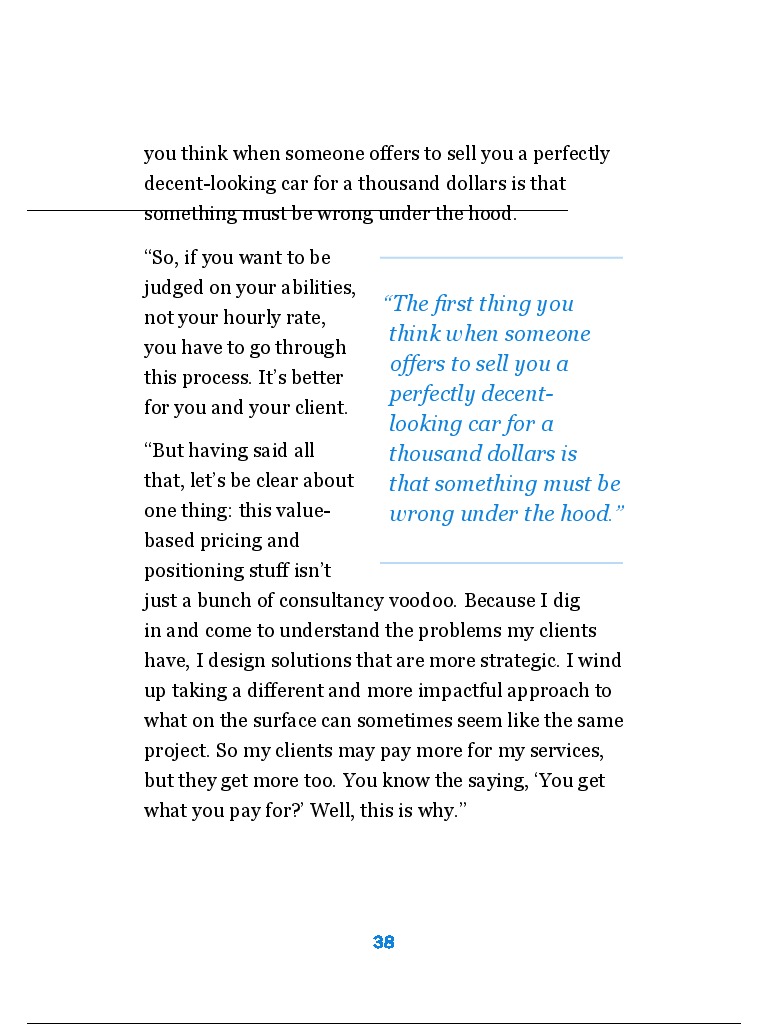 you think when someone offers to sell you a perfectly
decent-looking car for a thousand dollars is that
something must be wrong under the hood.
“So, if you want to be
judged on your abilities,
not your hourly rate,
you have to go through
this process. It’s better
for you and your client.
“But having said all
that, let’s be clear about
one thing: this value-
based pricing and
positioning stuff isn’t
just a bunch of consultancy voodoo. Because I dig
in and come to understand the problems my clients
have, I design solutions that are more strategic. I wind
up taking a different and more impactful approach to
what on the surface can sometimes seem like the same
project. So my clients may pay more for my services,
but they get more too. You know the saying, ‘You get
what you pay for?’ Well, this is why.”
“The first thing you
think when someone
offers to sell you a
perfectly decent-
looking car for a
thousand dollars is
that something must be
wrong under the hood.”
38